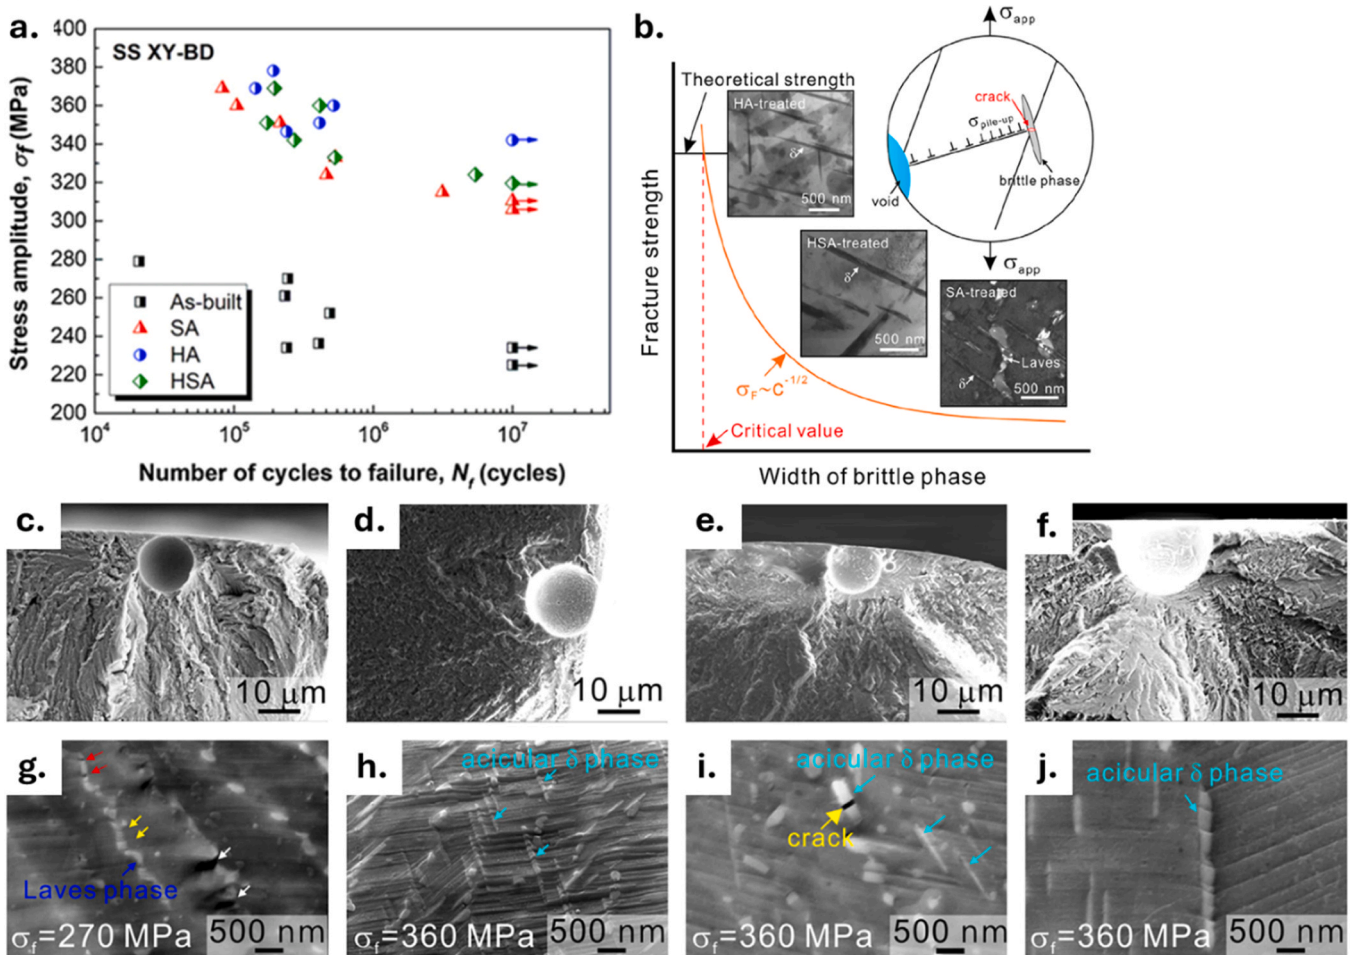 a.
SS XY-BD
Stress amplitude, σf (MPa)
400
380
360
340
320
300
280
260
240
220
200
As-built
SA
HA
HSA
10⁴
10⁵
10⁶
10⁷
Number of cycles to failure, Nf (cycles)
b.
Fracture strength
Theoretical strength
HA-treated
δ
500 nm
HSA-treated
δ
500 nm
SA-treated
Laves
δ
500 nm
σapp
crack
σpile-up
brittle phase
void
σapp
σF~C⁻¹/²
Critical value
Width of brittle phase
c.
10 μm
d.
10 μm
e.
10 μm
f.
10 μm
g.
Laves phase
σf=270 MPa
500 nm
h.
acicular δ phase
σf=360 MPa
500 nm
i.
acicular δ phase
crack
σf=360 MPa
500 nm
j.
acicular δ phase
σf=360 MPa
500 nm